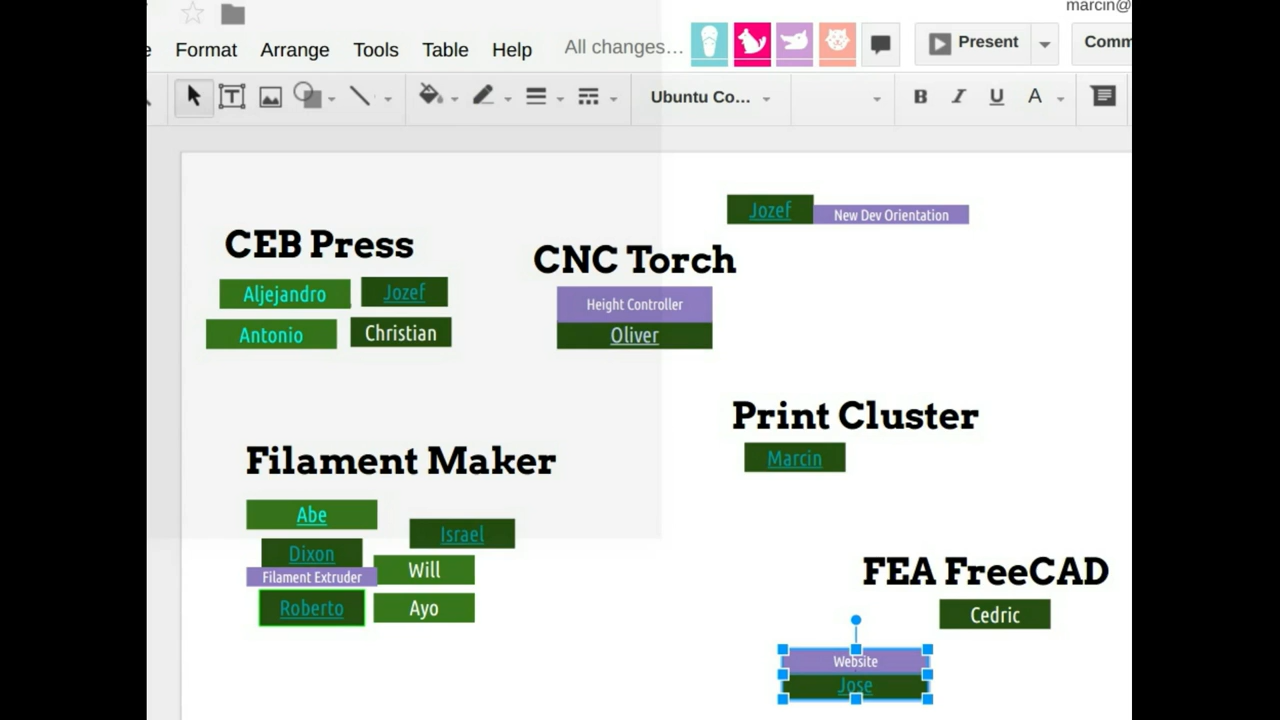 marcin@
e Format Arrange Tools Table Help All changes… Present Comm
T Ubuntu Co… B I U A
Jozef New Dev Orientation
CEB Press
CNC Torch
Aljejandro Jozef
Height Controller
Antonio Christian
Oliver
Print Cluster
Marcin
Filament Maker
Abe
Israel
Dixon
Will
Filament Extruder
Roberto Ayo
FEA FreeCAD
Cedric
Website
Jose